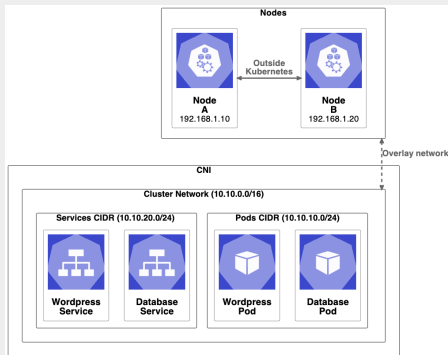 Nodes
Outside
Kubernetes
Node
A
192.168.1.10
Node
B
192.168.1.20
Overlay network
CNI
Cluster Network (10.10.0.0/16)
Services CIDR (10.10.20.0/24)
Pods CIDR (10.10.10.0/24)
Wordpress
Service
Database
Service
Wordpress
Pod
Database
Pod